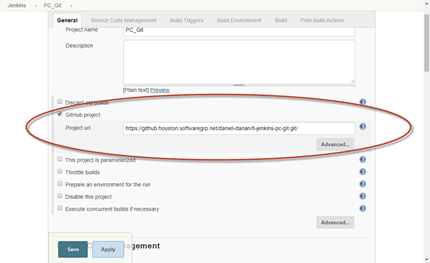 Jenkins › PC_Git ›
General Source Code Management Build Triggers Build Environment Build Post-build Actions
Project name PC_Git
Description
[Plain text] Preview
Discard old builds
GitHub project
Project url https://github.houston.softwaregrp.net/daniel-danan/lt-jenkins-pc-git.git/
Advanced...
This project is parameterized
Throttle builds
Prepare an environment for the run
Disable this project
Execute concurrent builds if necessary
Advanced...
Save Apply